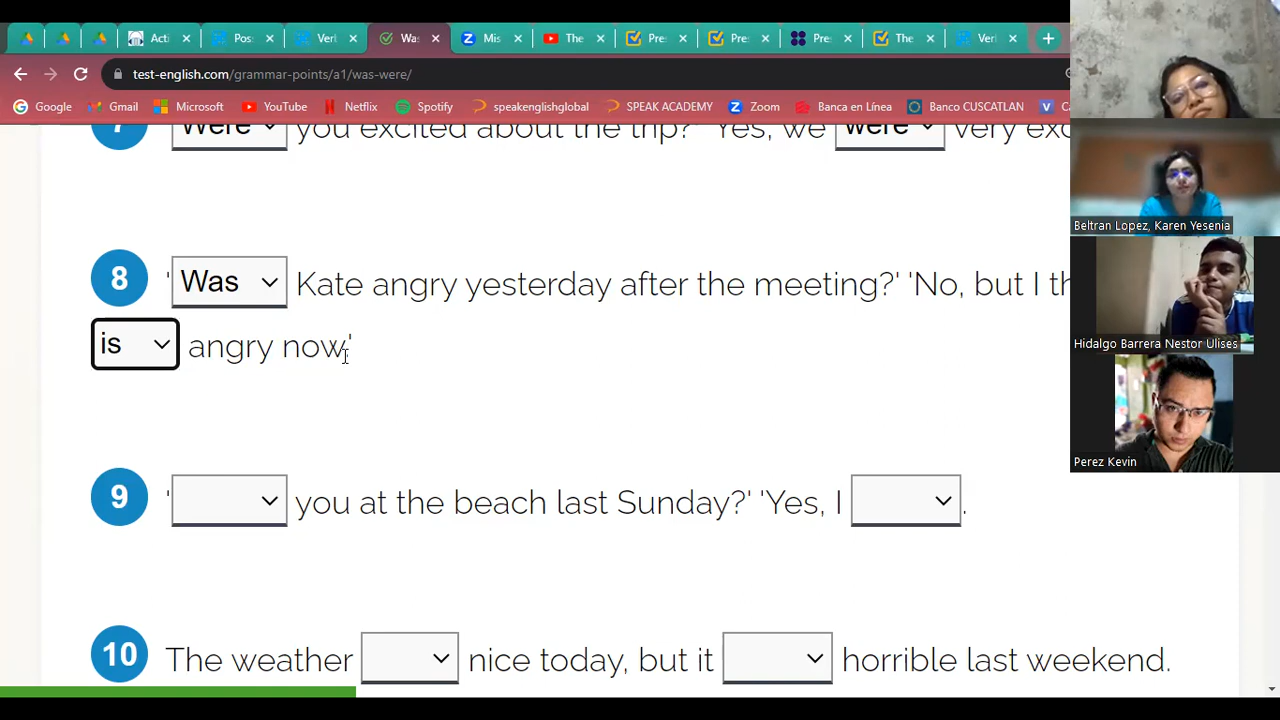 Acti
Pos
Verl
Wa
Mis
The
Pre
Pre
Pre
The
Verl
test-english.com/grammar-points/a1/was-were/
Google Gmail Microsoft YouTube Netflix Spotify speakenglishglobal SPEAK ACADEMY Zoom Banca en Línea Banco CUSCATLAN
7 Were you excited about the trip?' 'Yes, we were very exc
8 'Was Kate angry yesterday after the meeting?' 'No, but I th
is angry now.'
9 ' you at the beach last Sunday?' 'Yes, I .
10 The weather nice today, but it horrible last weekend.
Beltran Lopez, Karen Yesenia
Hidalgo Barrera Nestor Ulises
Perez Kevin